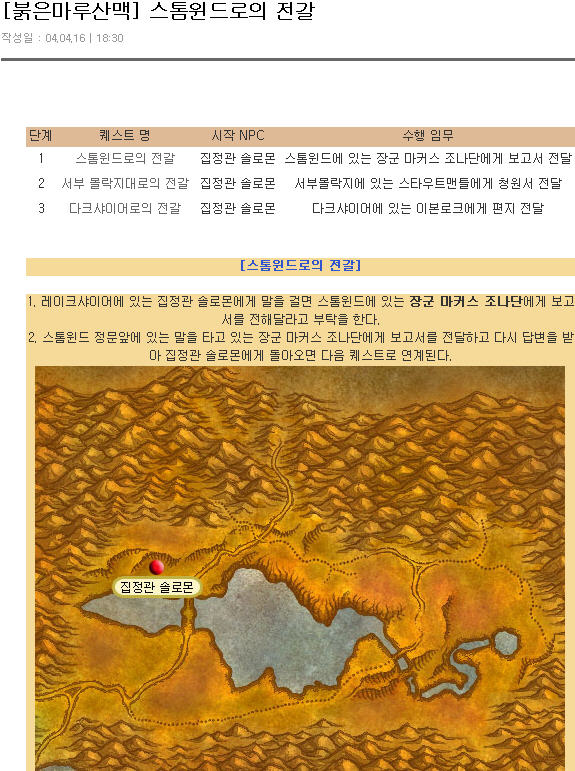 [붉은마루산맥] 스톰윈드로의 전갈
작성일 : 04.04.16 | 18:30
단계 퀘스트 명 시작 NPC 수행 임무
1 스톰윈드로의 전갈 집정관 솔로몬 스톰윈드에 있는 장군 마커스 조나단에게 보고서 전달
2 서부 몰락지대로의 전갈 집정관 솔로몬 서부몰락지에 있는 스타우트맨틀에게 청원서 전달
3 다크샤이어로의 전갈 집정관 솔로몬 다크샤이어에 있는 이본로크에게 편지 전달
[스톰윈드로의 전갈]
1. 레이크샤이어에 있는 집정관 솔로몬에게 말을 걸면 스톰윈드에 있는 장군 마커스 조나단에게 보고
서를 전해달라고 부탁을 한다.
2. 스톰윈드 정문앞에 있는 말을 타고 있는 장군 마커스 조나단에게 보고서를 전달하고 다시 답변을 받
아 집정관 솔로몬에게 돌아오면 다음 퀘스트로 연계된다.
집정관 솔로몬